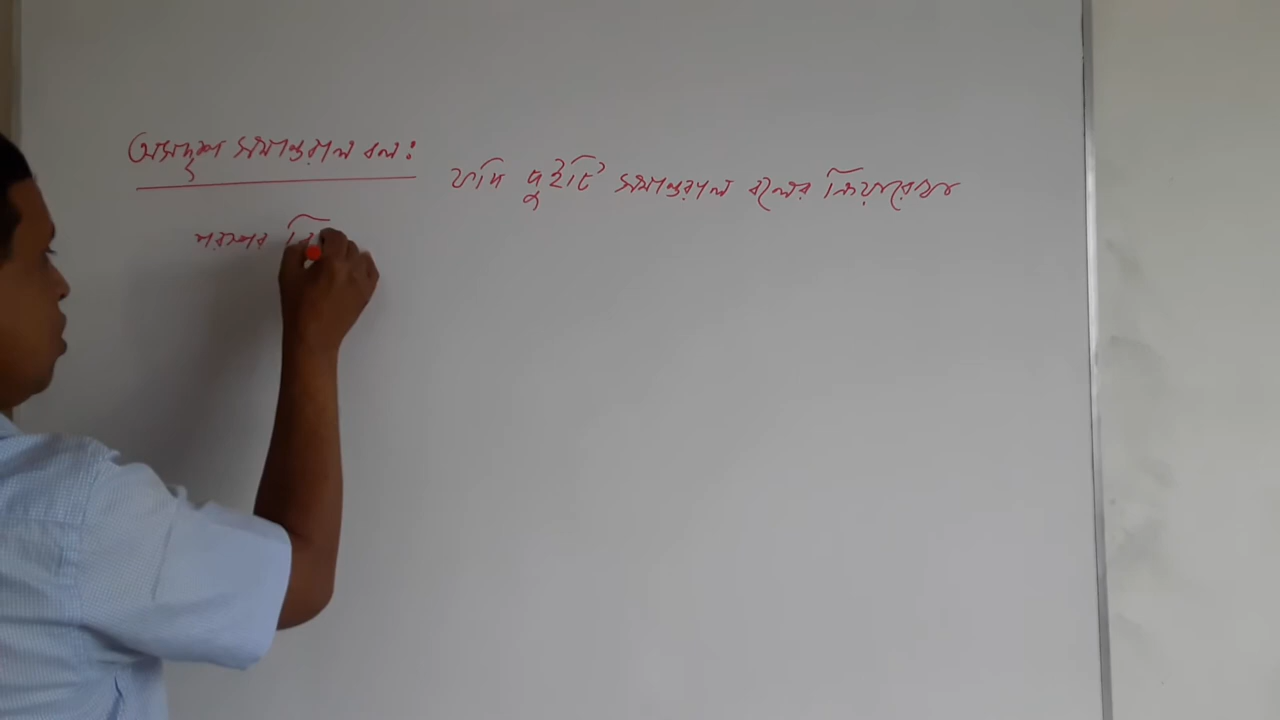 অসদৃশ সমান্তরাল বল:
যদি দুইটি সমান্তরাল বলের ক্রিয়ারেখা
পরস্পর বি